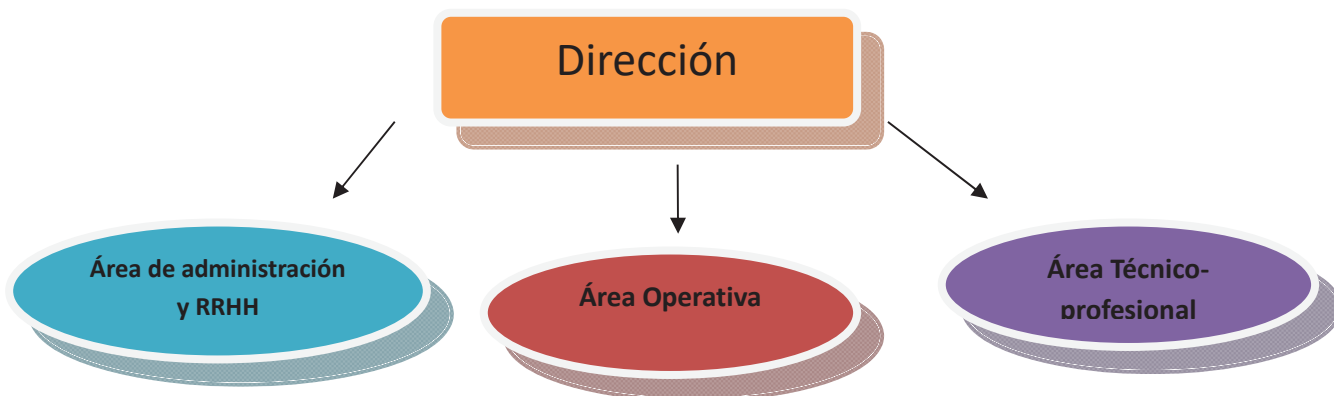 Dirección
Área de administración
y RRHH
Área Operativa
Área Técnico-
profesional